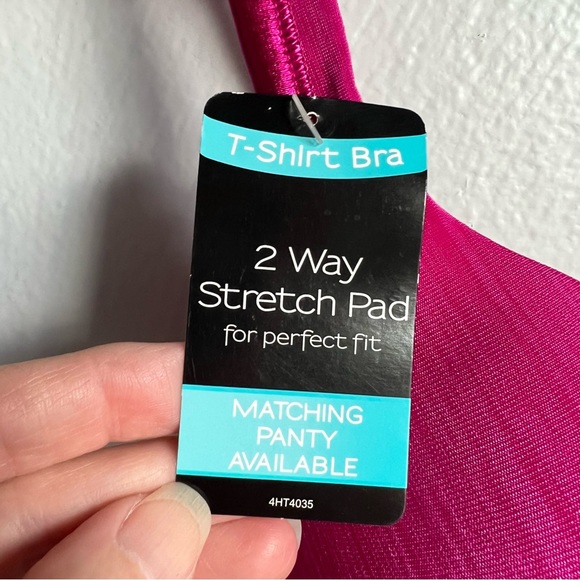 T-Shirt Bra
2 Way
Stretch Pad
for perfect fit
MATCHING
PANTY
AVAILABLE
4HT4035